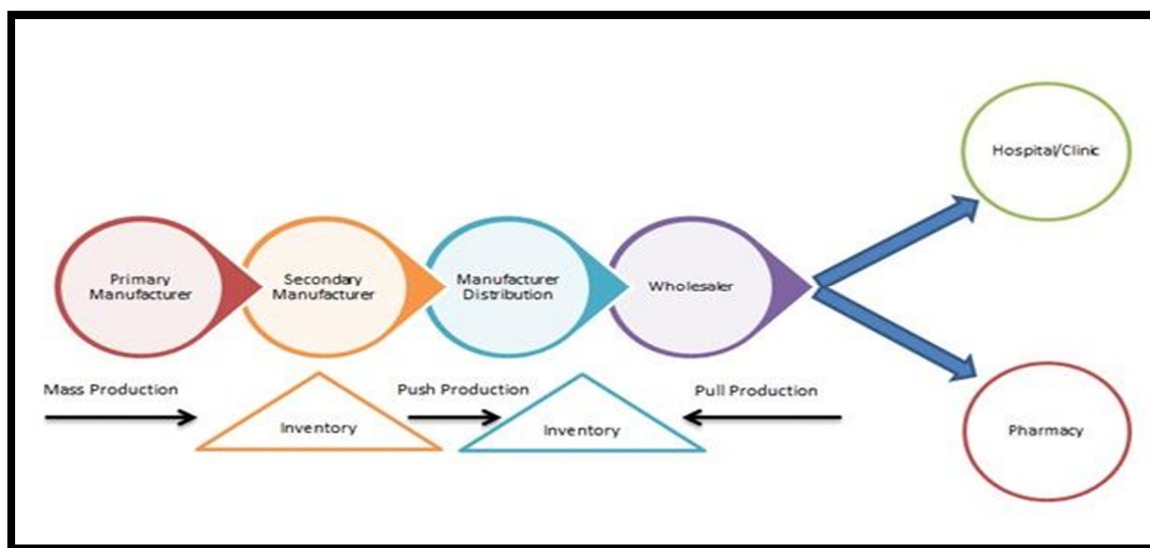 Hospital/Clinic
Primary
Manufacturer
Secondary
Manufacturer
Manufacturer
Distribution
Wholesaler
Mass Production
Push Production
Pull Production
Inventory
Inventory
Pharmacy